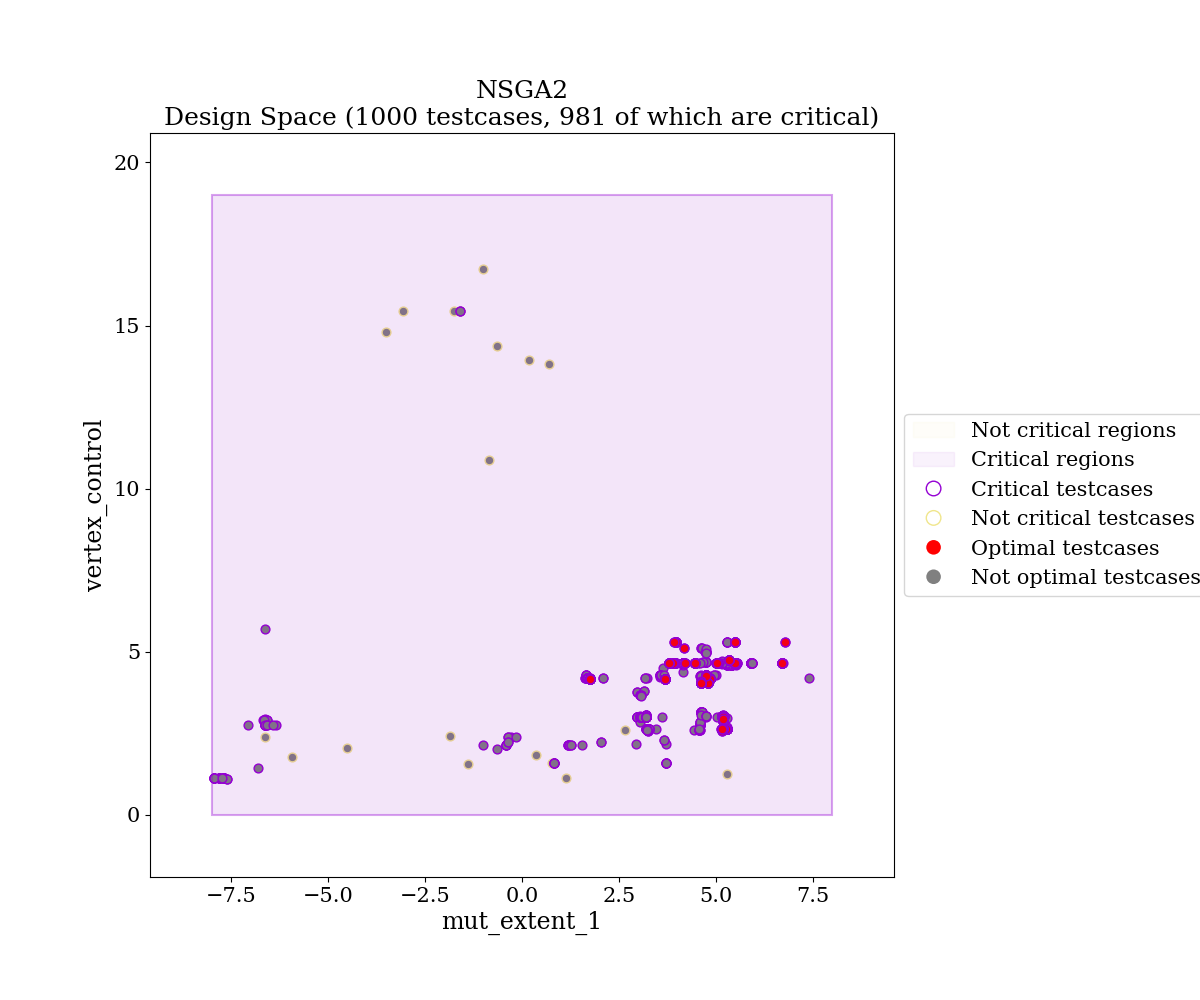 NSGA2
Design Space (1000 testcases, 981 of which are critical)
20
15
10
5
0
vertex_control
−7.5
−5.0
−2.5
0.0
2.5
5.0
7.5
mut_extent_1
Not critical regions
Critical regions
Critical testcases
Not critical testcases
Optimal testcases
Not optimal testcases